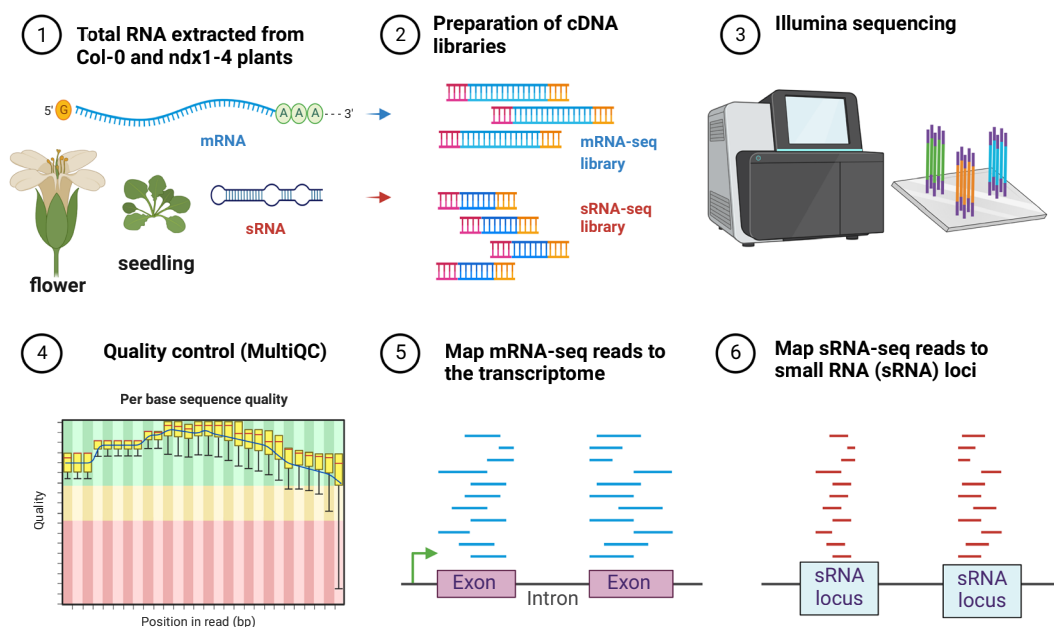 1
Total RNA extracted from
Col-0 and ndx1-4 plants
5' G
A A A ---3'
mRNA
sRNA
flower
seedling
2
Preparation of cDNA
libraries
mRNA-seq
library
sRNA-seq
library
3
Illumina sequencing
4
Quality control (MultiQC)
Per base sequence quality
Quality
Position in read (bp)
5
Map mRNA-seq reads to
the transcriptome
Exon
Intron
Exon
6
Map sRNA-seq reads to
small RNA (sRNA) loci
sRNA
locus
sRNA
locus